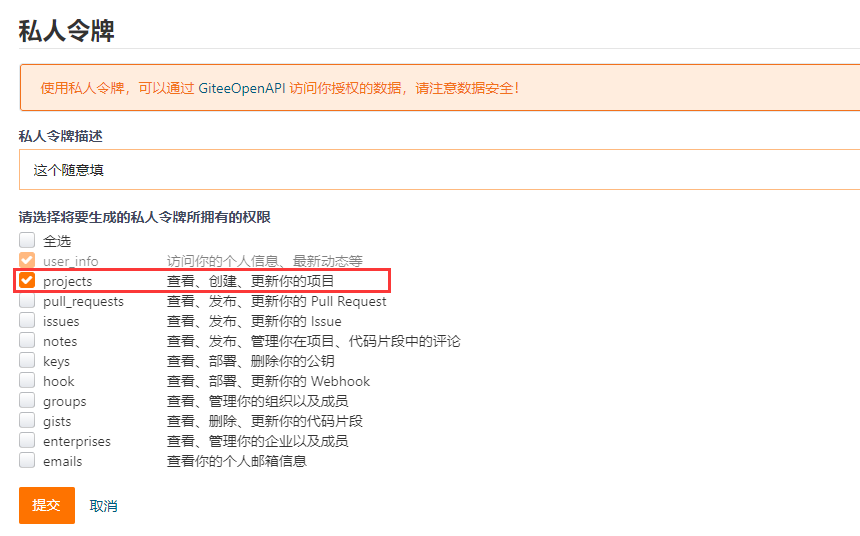 私人令牌
使用私人令牌，可以通过 GiteeOpenAPI 访问你授权的数据，请注意数据安全！
私人令牌描述
这个随意填
请选择将要生成的私人令牌所拥有的权限
全选
user_info 访问你的个人信息、最新动态等
projects 查看、创建、更新你的项目
pull_requests 查看、发布、更新你的 Pull Request
issues 查看、发布、更新你的 Issue
notes 查看、发布、管理你在项目、代码片段中的评论
keys 查看、部署、删除你的公钥
hook 查看、部署、更新你的 Webhook
groups 查看、管理你的组织以及成员
gists 查看、删除、更新你的代码片段
enterprises 查看、管理你的企业以及成员
emails 查看你的个人邮箱信息
提交 取消